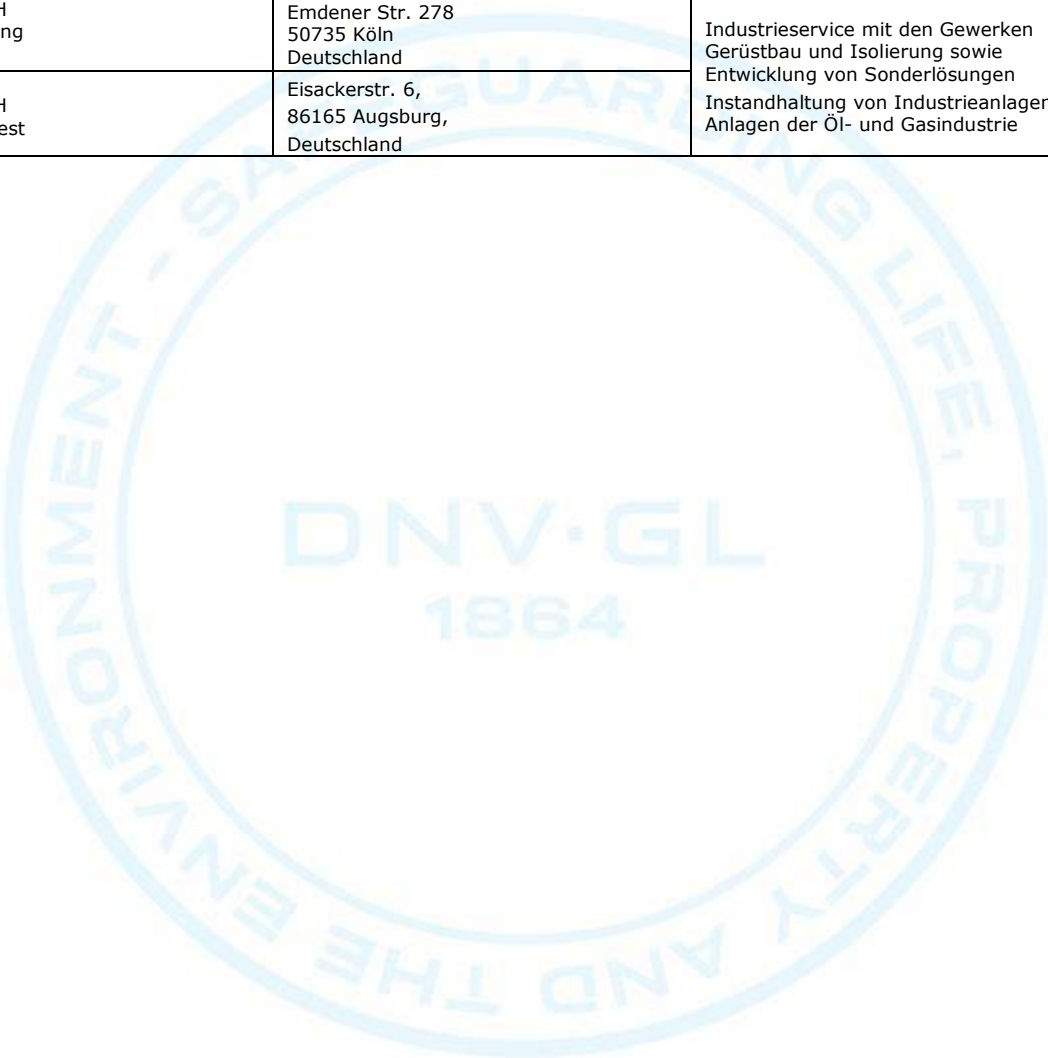 H
ng
Emdener Str. 278
50735 Köln
Deutschland
H
est
Eisackerstr. 6,
86165 Augsburg,
Deutschland
Industrieservice mit den Gewerken
Gerüstbau und Isolierung sowie
Entwicklung von Sonderlösungen
Instandhaltung von Industrieanlagen
Anlagen der Öl- und Gasindustrie
SAFEGUARDING LIFE, PROPERTY AND THE ENVIRONMENT -
DNV·GL
1864